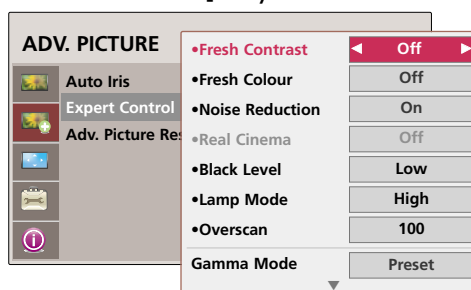 ADV. PICTURE
Auto Iris
Expert Control
Adv. Picture Res
•Fresh Contrast Off
•Fresh Colour Off
•Noise Reduction On
•Real Cinema Off
•Black Level Low
•Lamp Mode High
•Overscan 100
Gamma Mode Preset